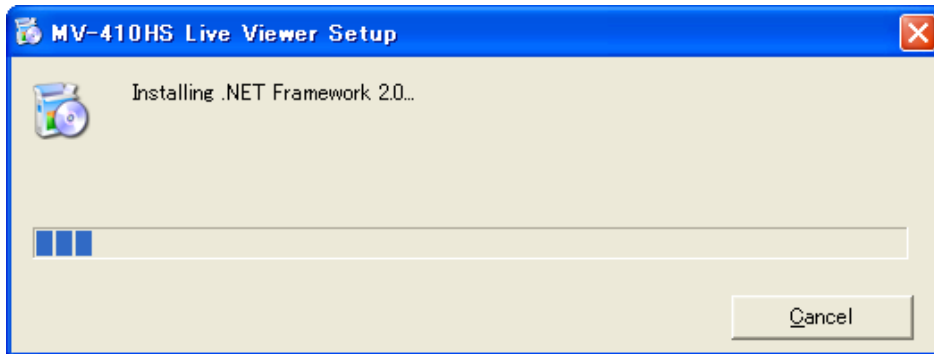 MV-410HS Live Viewer Setup
Installing .NET Framework 2.0...
Cancel